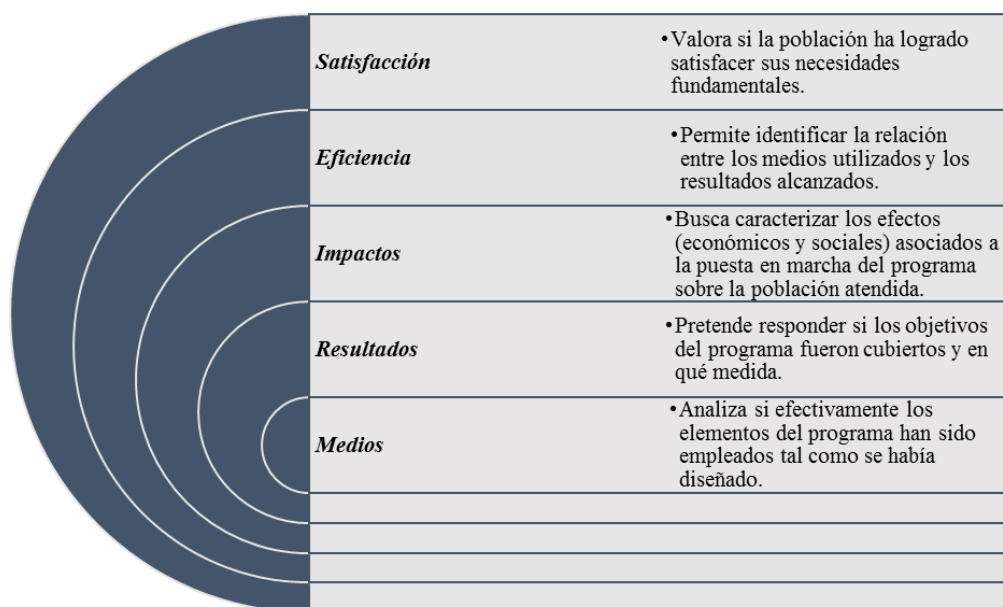 Satisfacción
•Valora si la población ha logrado
satisfacer sus necesidades
fundamentales.
Eficiencia
•Permite identificar la relación
entre los medios utilizados y los
resultados alcanzados.
Impactos
•Busca caracterizar los efectos
(económicos y sociales) asociados a
la puesta en marcha del programa
sobre la población atendida.
Resultados
•Pretende responder si los objetivos
del programa fueron cubiertos y en
qué medida.
Medios
•Analiza si efectivamente los
elementos del programa han sido
empleados tal como se había
diseñado.